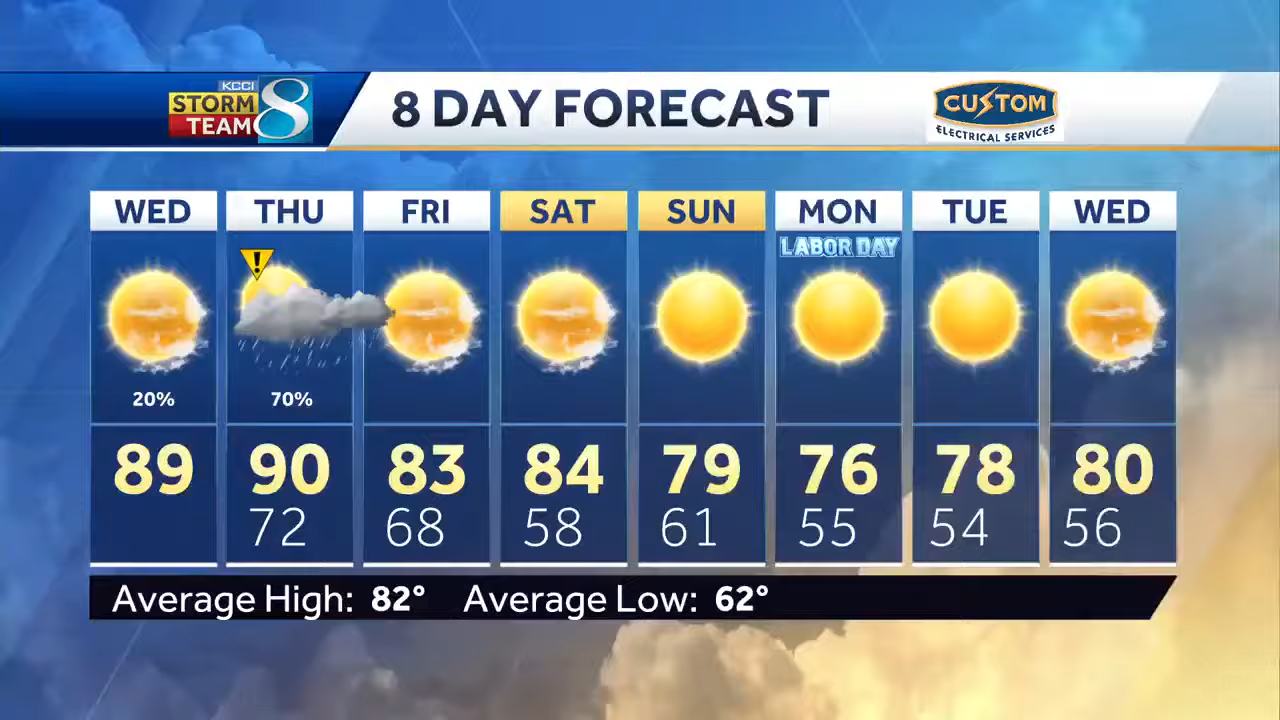 KCCI
STORM
TEAM 8
8 DAY FORECAST
CUSTOM
ELECTRICAL SERVICES
WED THU FRI SAT SUN MON TUE WED
LABOR DAY
!
20% 70%
89 90 83 84 79 76 78 80
72 68 58 61 55 54 56
Average High: 82° Average Low: 62°